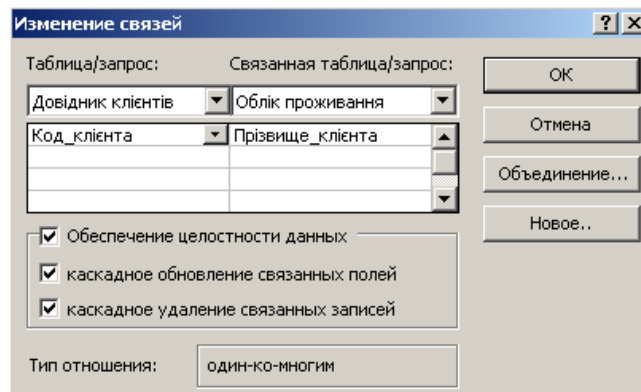 Изменение связей
Таблица/запрос: Связанная таблица/запрос:
Довідник клієнтів Облік проживання
Код_клієнта Прізвище_клієнта
Обеспечение целостности данных
каскадное обновление связанных полей
каскадное удаление связанных записей
Тип отношения: один-ко-многим
ОК
Отмена
Объединение...
Новое..